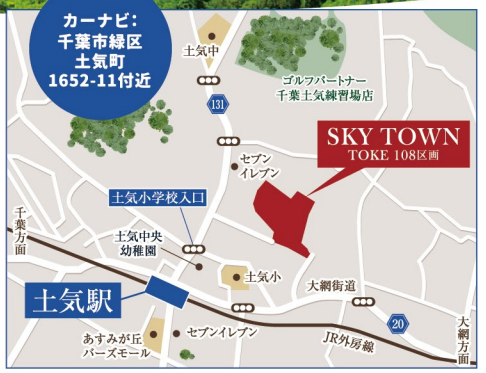 カーナビ：
千葉市緑区
土気町
1652-11付近
土気中
131
ゴルフパートナー
千葉土気練習場店
SKY TOWN
TOKE 108区画
セブン
イレブン
土気小学校入口
千葉方面
土気中央
幼稚園
土気小
大網街道
土気駅
20
あすみが丘
バーズモール
セブンイレブン
JR外房線
大網方面